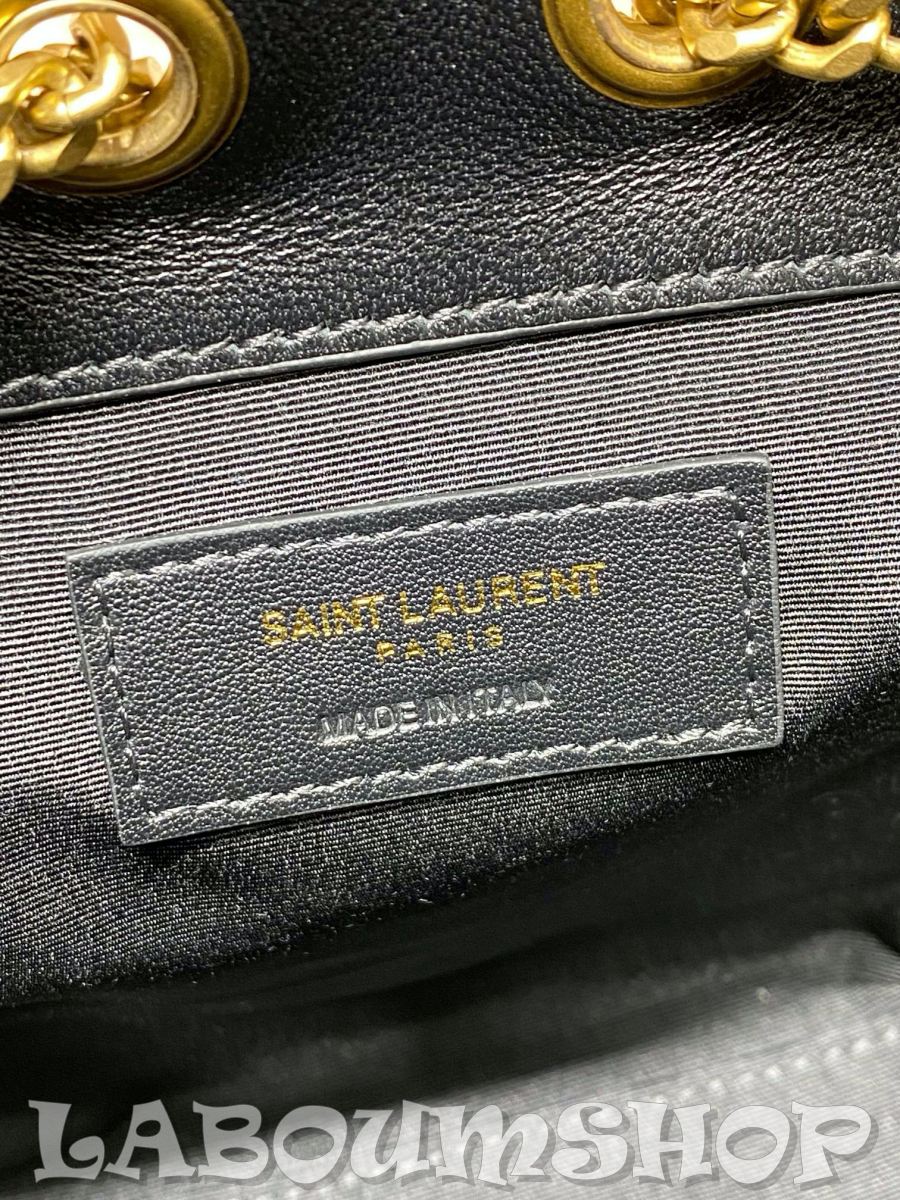 SAINT LAURENT
PARIS
MADE IN ITALY
LABOUMSHOP